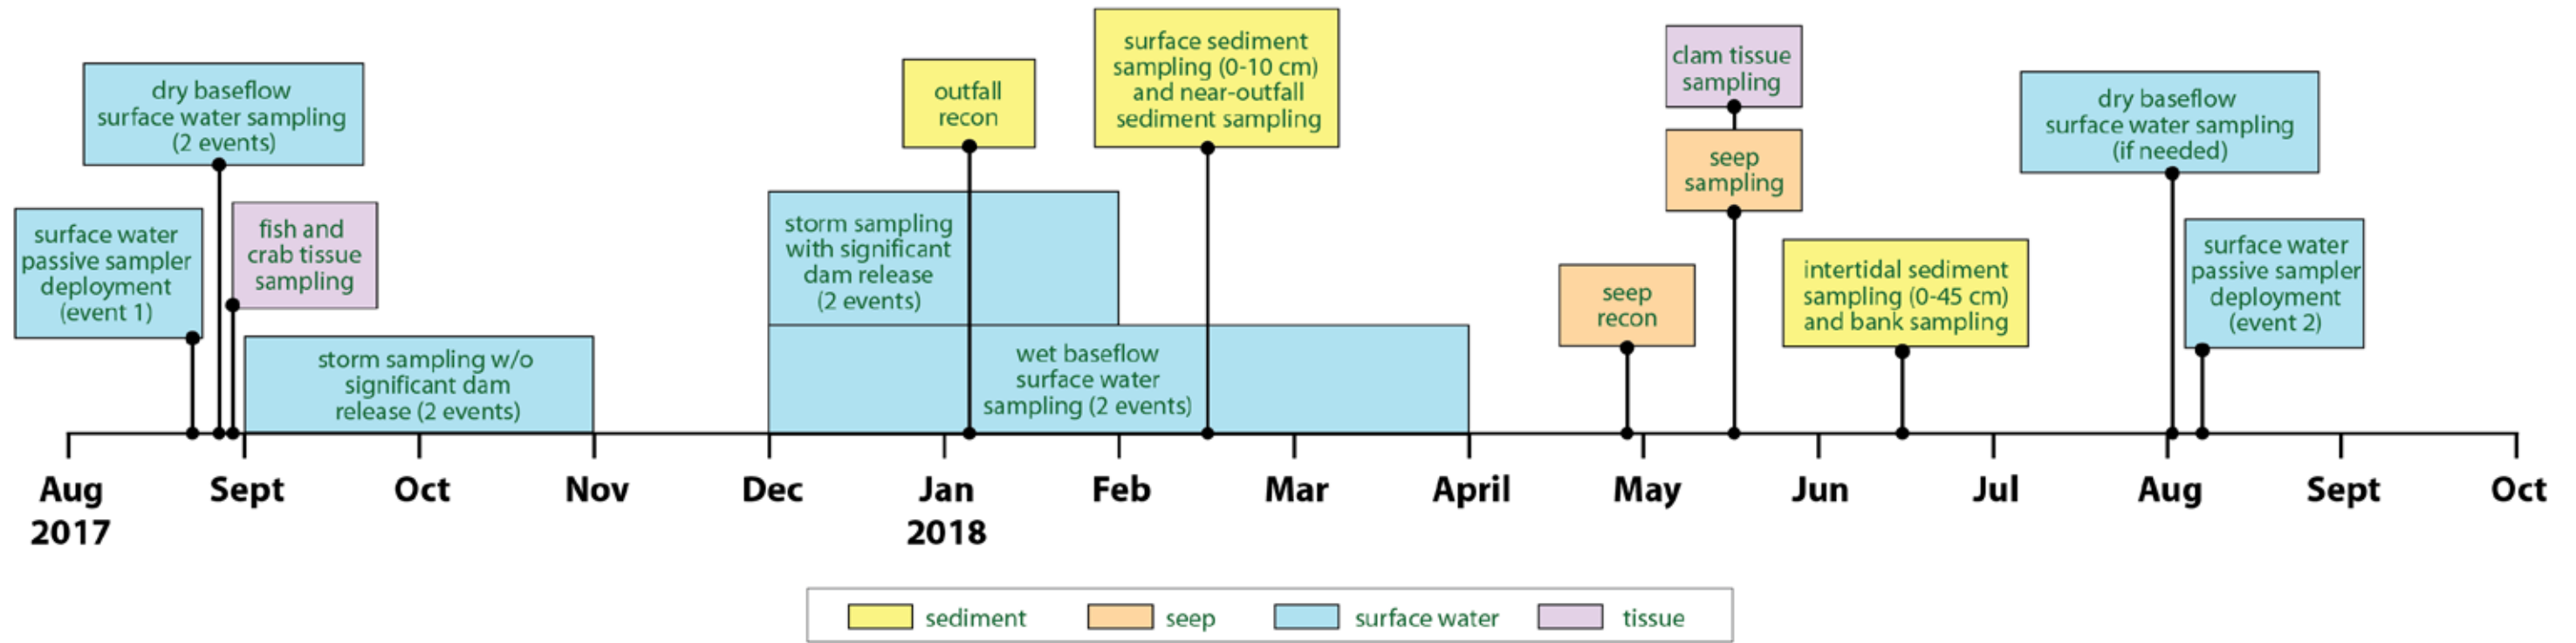 dry baseflow
surface water sampling
(2 events)
surface water
passive sampler
deployment
(event 1)
fish and
crab tissue
sampling
storm sampling w/o
significant dam
release (2 events)
storm sampling
with significant
dam release
(2 events)
outfall
recon
surface sediment
sampling (0-10 cm)
and near-outfall
sediment sampling
wet baseflow
surface water
sampling (2 events)
clam tissue
sampling
seep
sampling
seep
recon
intertidal sediment
sampling (0-45 cm)
and bank sampling
dry baseflow
surface water sampling
(if needed)
surface water
passive sampler
deployment
(event 2)
Aug Sept Oct Nov Dec Jan Feb Mar April May Jun Jul Aug Sept Oct
2017 2018
sediment seep surface water tissue